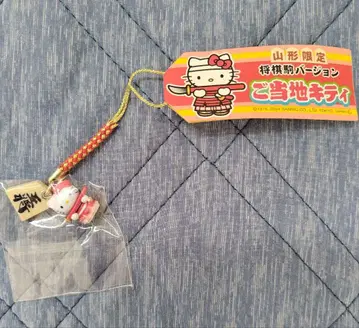 山形限定
将棋駒バージョン
ご当地キティ